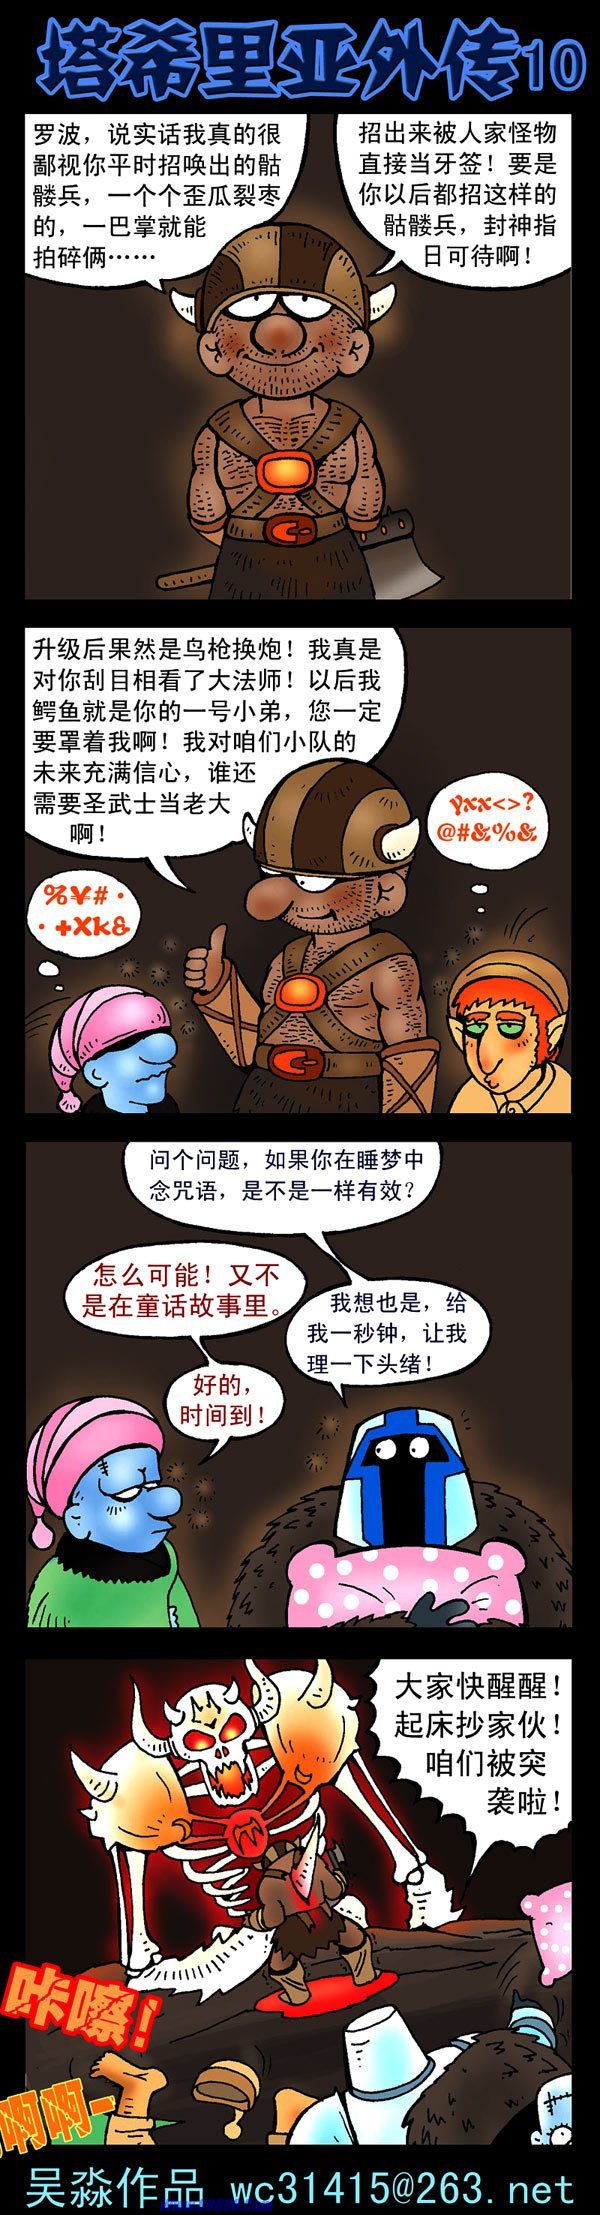 塔希里亚外传10
罗波，说实话我真的很
鄙视你平时招唤出的骷
髅兵，一个个歪瓜裂枣
的，一巴掌就能
拍碎俩……
招出来被人家怪物
直接当牙签！要是
你以后都招这样的
骷髅兵，封神指
日可待啊！
升级后果然是鸟枪换炮！我真是
对你刮目相看了大法师！以后我
鳄鱼就是你的一号小弟，您一定
要罩着我啊！我对咱们小队的
未来充满信心，谁还
需要圣武士当老大
啊！
%¥#·
·+Xk&
γxx<>?
@#&%&
问个问题，如果你在睡梦中
念咒语，是不是一样有效？
怎么可能！又不
是在童话故事里。
我想也是，给
我一秒钟，让我
理一下头绪！
好的，
时间到！
大家快醒醒！
起床抄家伙！
咱们被突
袭啦！
咔嚓！
吴淼作品 wc31415@263.net